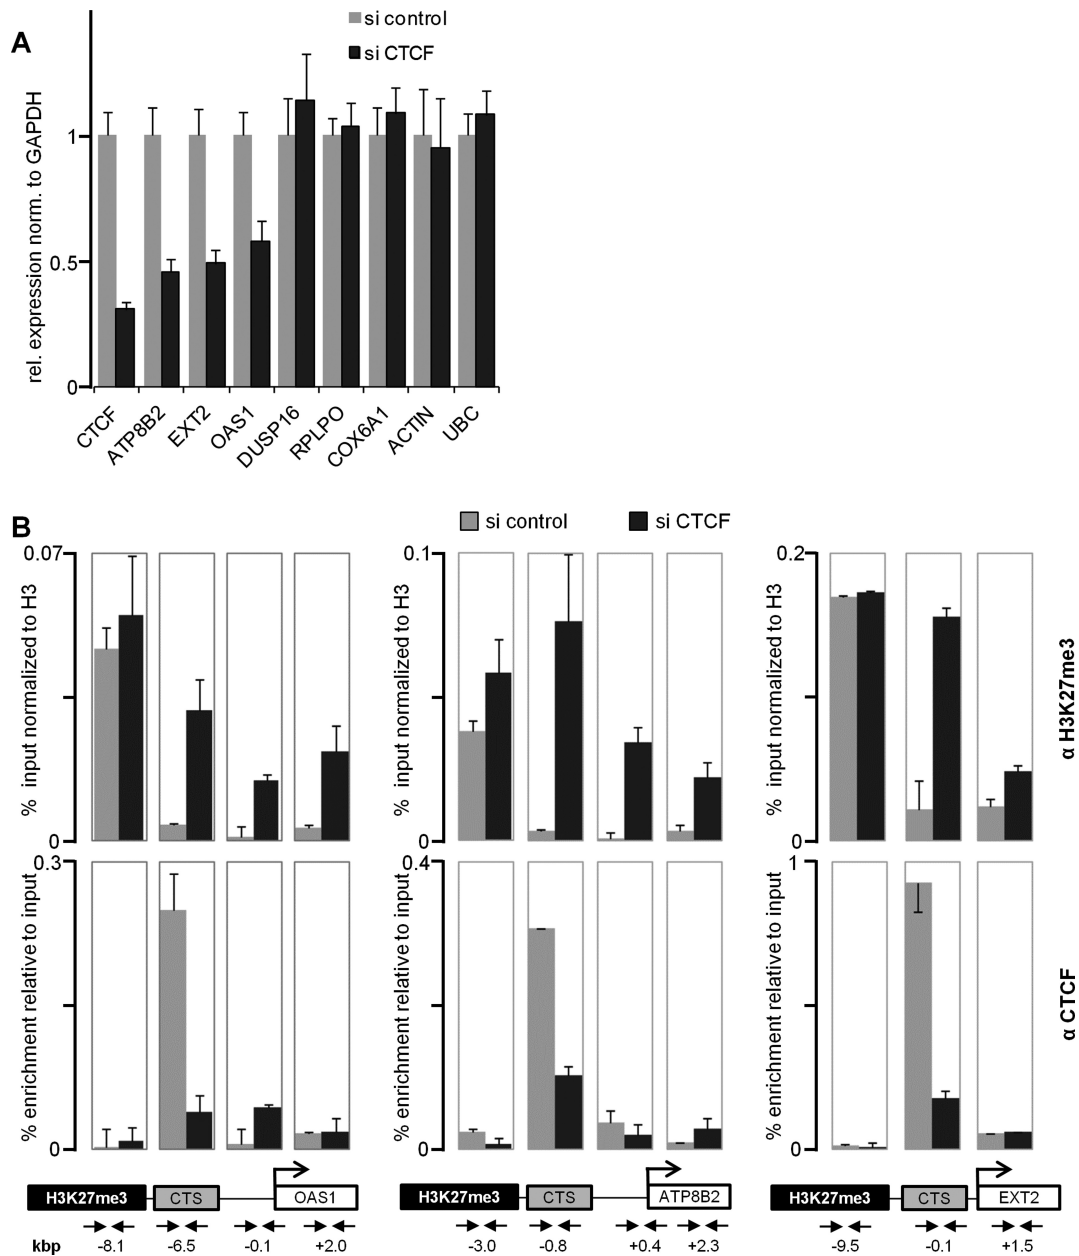 A
si control
si CTCF
rel. expression norm. to GAPDH
1
0.5
0
CTCF
ATP8B2
EXT2
OAS1
DUSP16
RPLPO
COX6A1
ACTIN
UBC
B
si control
si CTCF
% input normalized to H3
0.07
0
% input normalized to H3
0.1
0
% input normalized to H3
0.2
0
α H3K27me3
% enrichment relative to input
0.3
0
% enrichment relative to input
0.4
0
% enrichment relative to input
1
0
α CTCF
H3K27me3 CTS OAS1
H3K27me3 CTS ATP8B2
H3K27me3 CTS EXT2
kbp -8.1 -6.5 -0.1 +2.0
-3.0 -0.8 +0.4 +2.3
-9.5 -0.1 +1.5